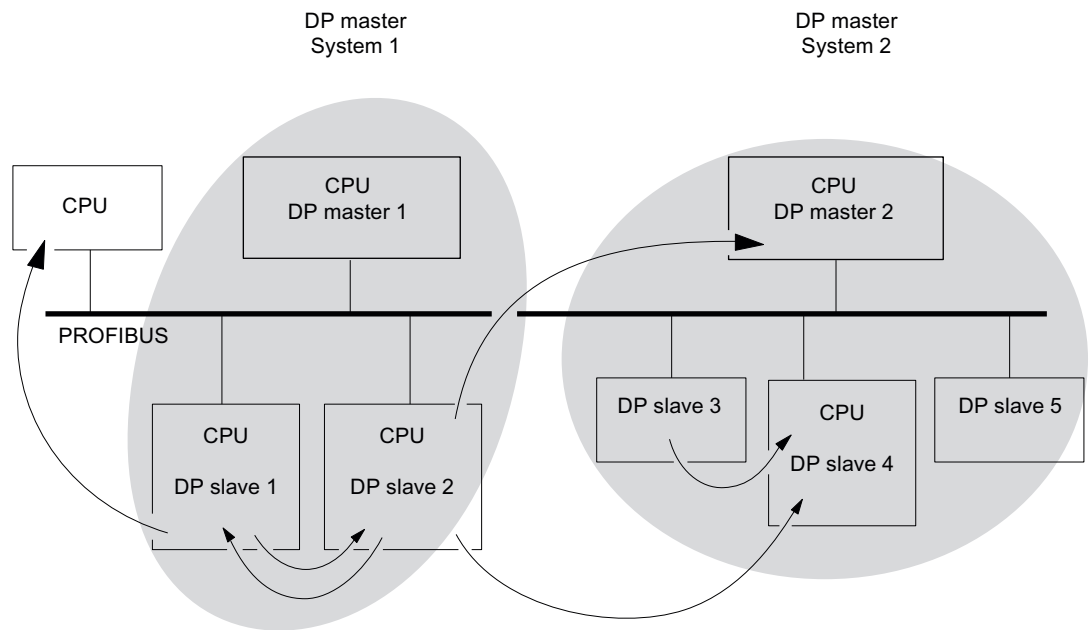 DP master
System 1
DP master
System 2
CPU
CPU
DP master 1
CPU
DP master 2
PROFIBUS
CPU
DP slave 1
CPU
DP slave 2
DP slave 3
CPU
DP slave 4
DP slave 5